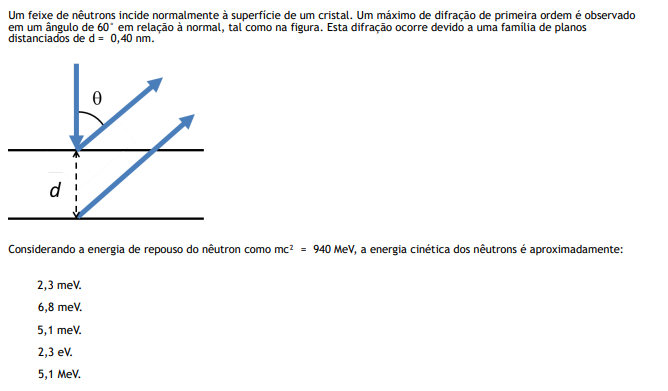 Um feixe de nêutrons incide normalmente à superfície de um cristal. Um máximo de difração de primeira ordem é observado
em um ângulo de 60° em relação à normal, tal como na figura. Esta difração ocorre devido a uma família de planos
distanciados de d = 0,40 nm.
θ
d
Considerando a energia de repouso do nêutron como mc² = 940 MeV, a energia cinética dos nêutrons é aproximadamente:
2,3 meV.
6,8 meV.
5,1 meV.
2,3 eV.
5,1 MeV.